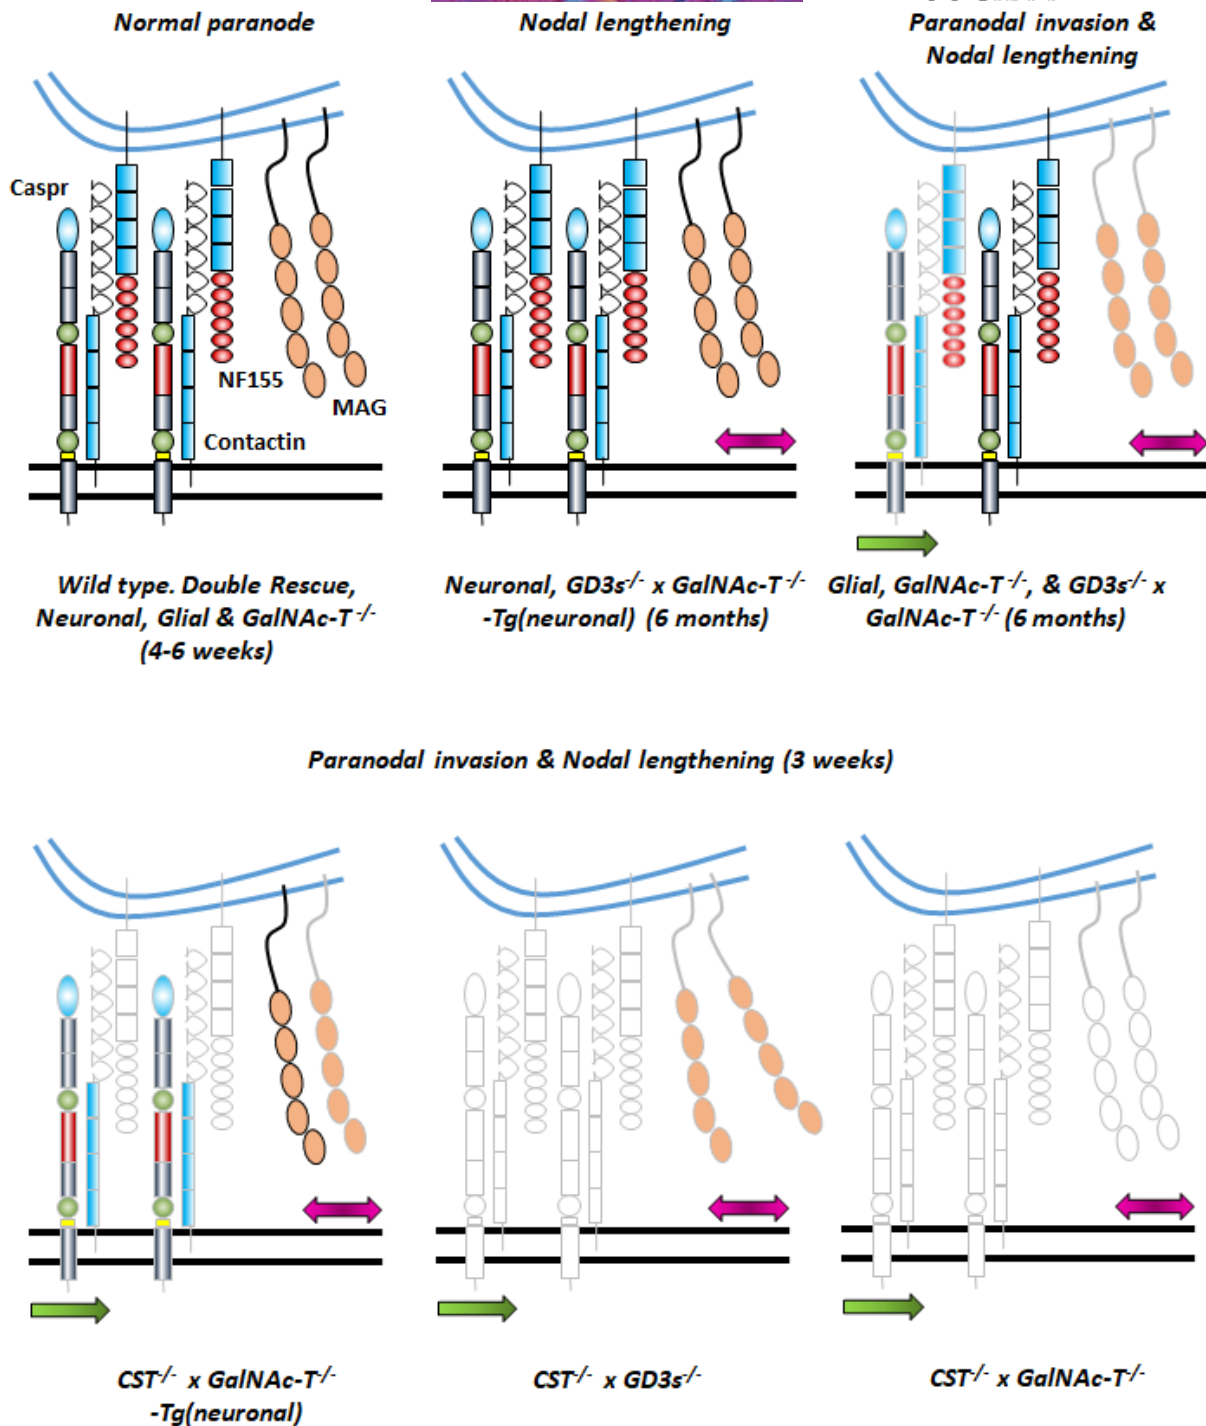 Normal paranode
Nodal lengthening
Paranodal invasion &
Nodal lengthening
Caspr
NF155
MAG
Contactin
Wild type. Double Rescue,
Neuronal, Glial & GalNAc-T -/-
(4-6 weeks)
Neuronal, GD3s-/- x GalNAc-T -/-
-Tg(neuronal) (6 months)
Glial, GalNAc-T-/-, & GD3s-/- x
GalNAc-T-/- (6 months)
Paranodal invasion & Nodal lengthening (3 weeks)
CST-/- x GalNAc-T-/-
-Tg(neuronal)
CST-/- x GD3s-/-
CST-/- x GalNAc-T-/-